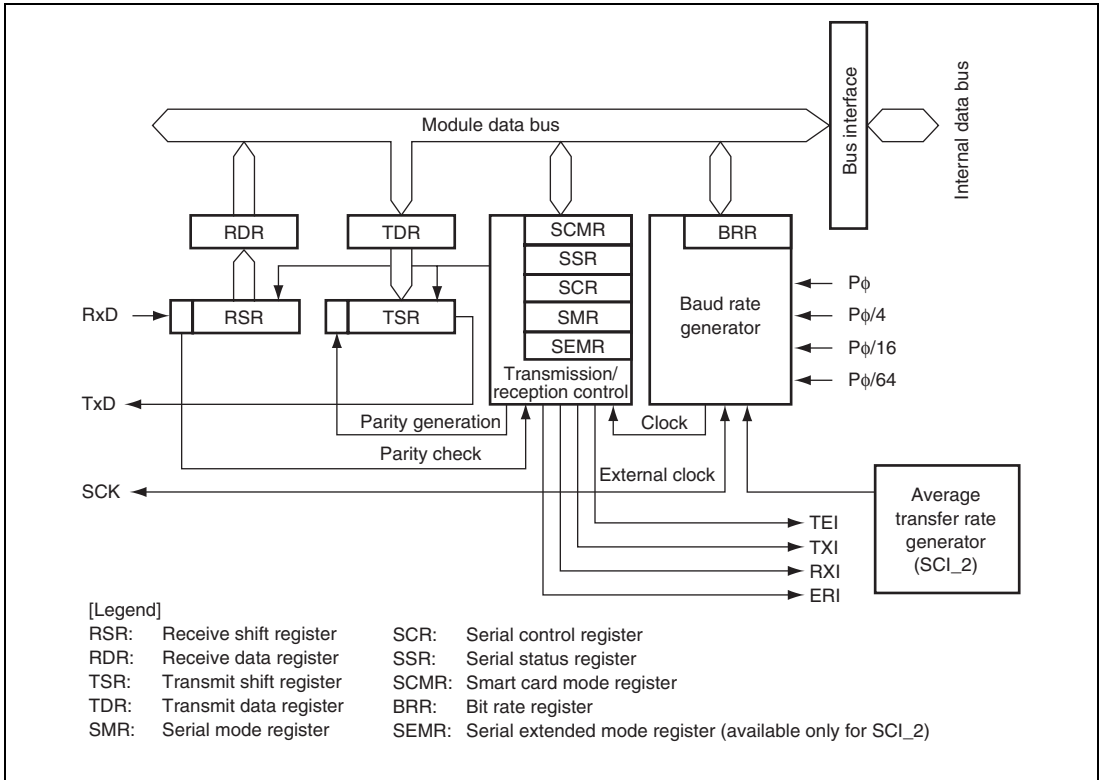 Module data bus
Bus interface
Internal data bus
RDR
TDR
SCMR
SSR
SCR
SMR
SEMR
Transmission/
reception control
BRR
Baud rate
generator
Pϕ
Pϕ/4
Pϕ/16
Pϕ/64
RxD
RSR
TSR
TxD
Parity generation
Parity check
Clock
External clock
SCK
Average
transfer rate
generator
(SCI_2)
TEI
TXI
RXI
ERI
[Legend]
RSR: Receive shift register
RDR: Receive data register
TSR: Transmit shift register
TDR: Transmit data register
SMR: Serial mode register
SCR: Serial control register
SSR: Serial status register
SCMR: Smart card mode register
BRR: Bit rate register
SEMR: Serial extended mode register (available only for SCI_2)